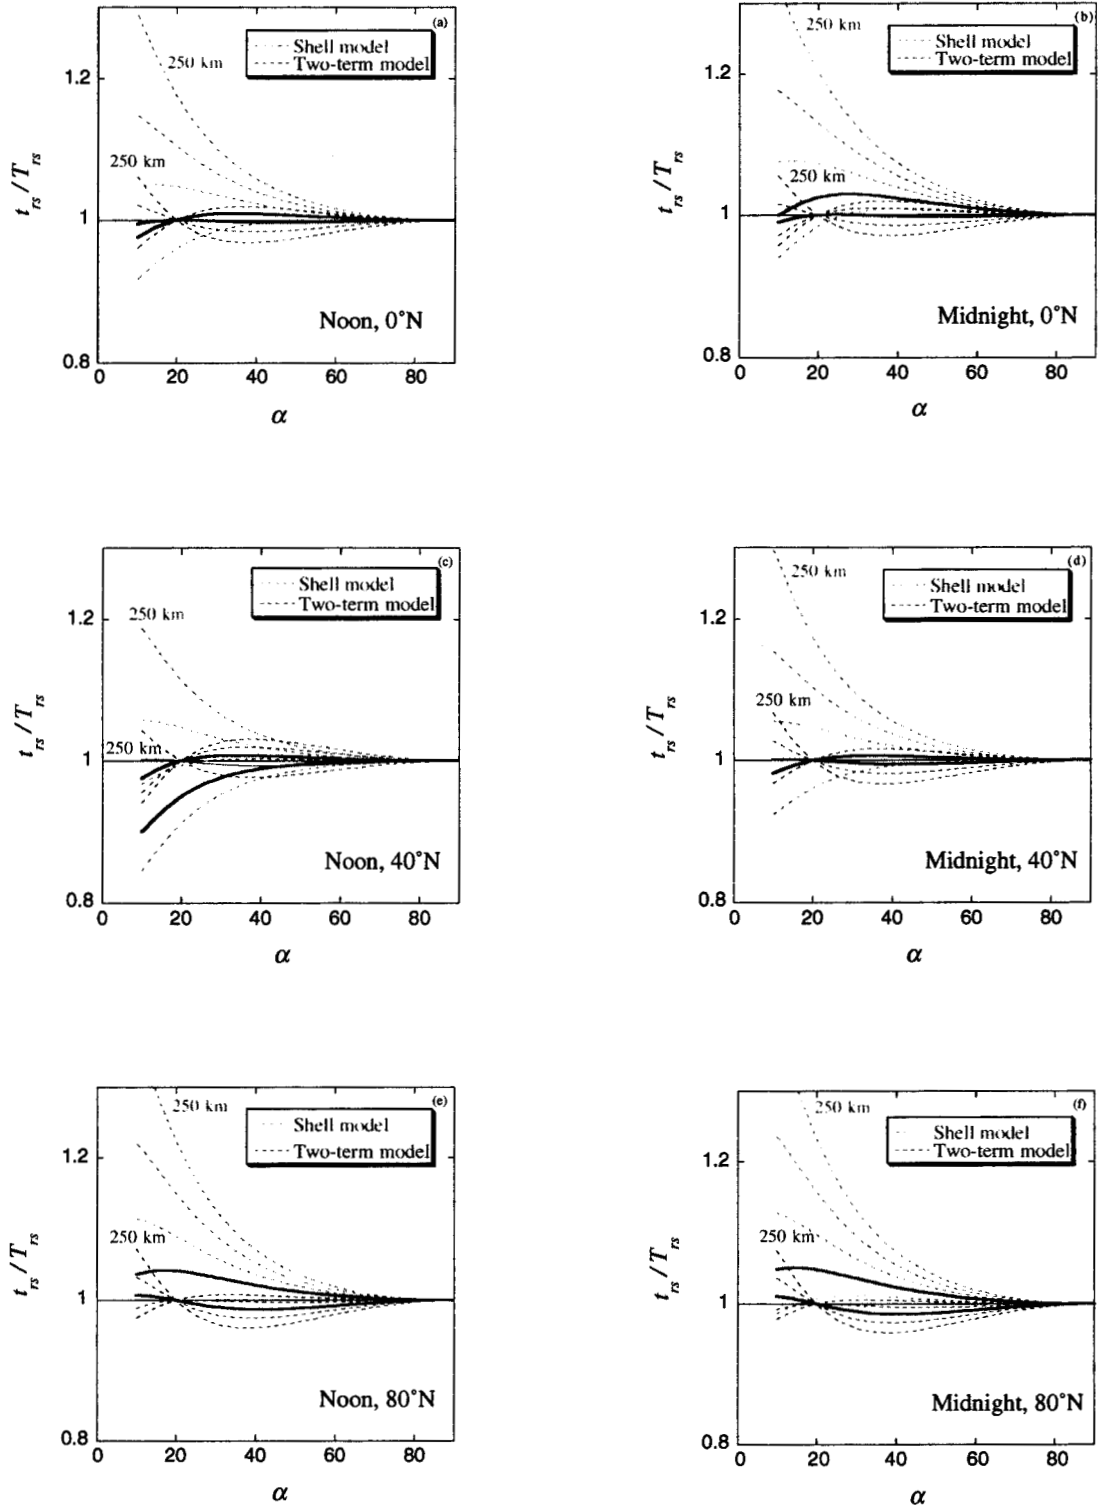 (a)
Shell model
Two-term model
250 km
250 km
1.2
1
0.8
t_rs / T_rs
Noon, 0°N
0 20 40 60 80
α
(b)
Shell model
Two-term model
250 km
250 km
1.2
1
0.8
t_rs / T_rs
Midnight, 0°N
0 20 40 60 80
α
(c)
Shell model
Two-term model
250 km
250 km
1.2
1
0.8
t_rs / T_rs
Noon, 40°N
0 20 40 60 80
α
(d)
Shell model
Two-term model
250 km
250 km
1.2
1
0.8
t_rs / T_rs
Midnight, 40°N
0 20 40 60 80
α
(e)
Shell model
Two-term model
250 km
250 km
1.2
1
0.8
t_rs / T_rs
Noon, 80°N
0 20 40 60 80
α
(f)
Shell model
Two-term model
250 km
250 km
1.2
1
0.8
t_rs / T_rs
Midnight, 80°N
0 20 40 60 80
α